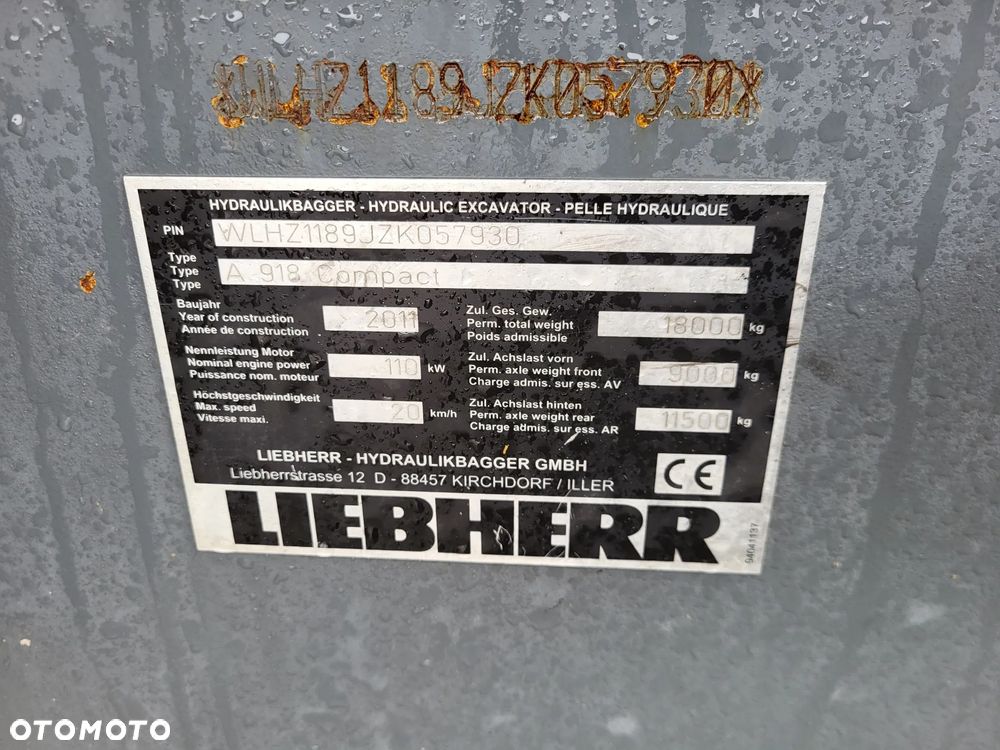 *WLHZ1189JZK057930*
HYDRAULIKBAGGER - HYDRAULIC EXCAVATOR - PELLE HYDRAULIQUE
PIN WLHZ1189JZK057930
Type
Type A 918 Compact
Type
Baujahr
Year of construction 2011
Année de construction
Zul. Ges. Gew.
Perm. total weight 18000 kg
Poids admissible
Nennleistung Motor
Nominal engine power 110 kW
Puissance nom. moteur
Zul. Achslast vorn
Perm. axle weight front 9000 kg
Charge admis. sur ess. AV
Höchstgeschwindigkeit
Max. speed 20 km/h
Vitesse maxi.
Zul. Achslast hinten
Perm. axle weight rear 11500 kg
Charge admis. sur ess. AR
LIEBHERR - HYDRAULIKBAGGER GMBH
Liebherrstrasse 12 D - 88457 KIRCHDORF / ILLER
CE
LIEBHERR
94041137
OTOMOTO